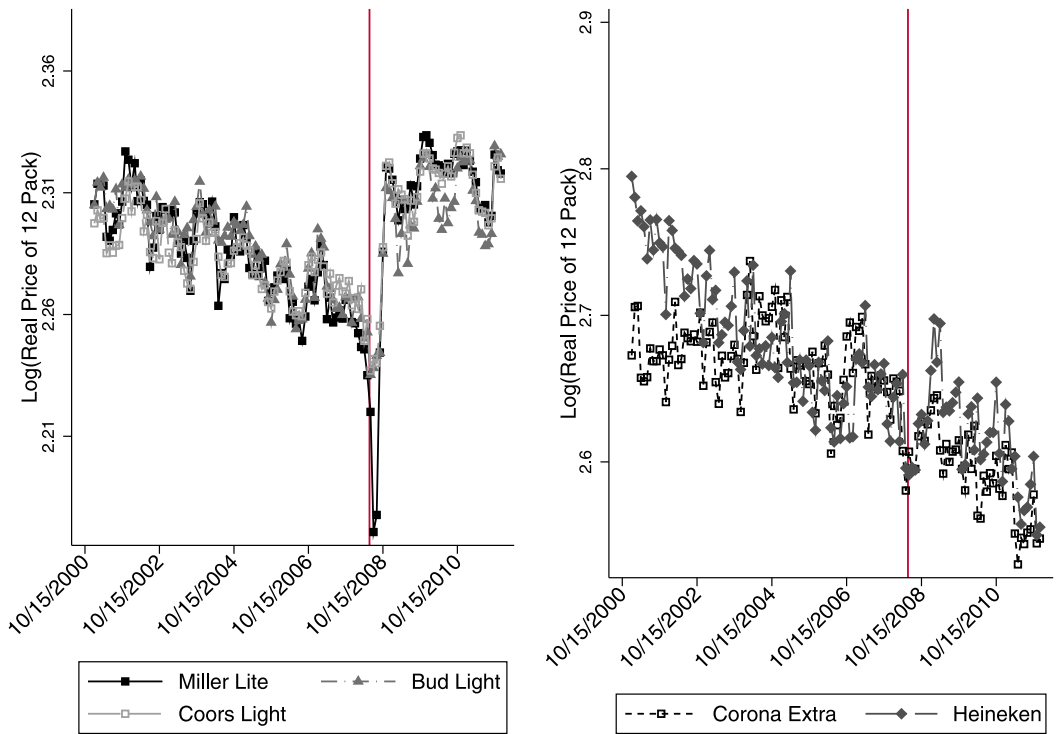 Log(Real Price of 12 Pack)
2.36
2.31
2.26
2.21
10/15/2000
10/15/2002
10/15/2004
10/15/2006
10/15/2008
10/15/2010
Miller Lite
Bud Light
Coors Light
Log(Real Price of 12 Pack)
2.9
2.8
2.7
2.6
10/15/2000
10/15/2002
10/15/2004
10/15/2006
10/15/2008
10/15/2010
Corona Extra
Heineken